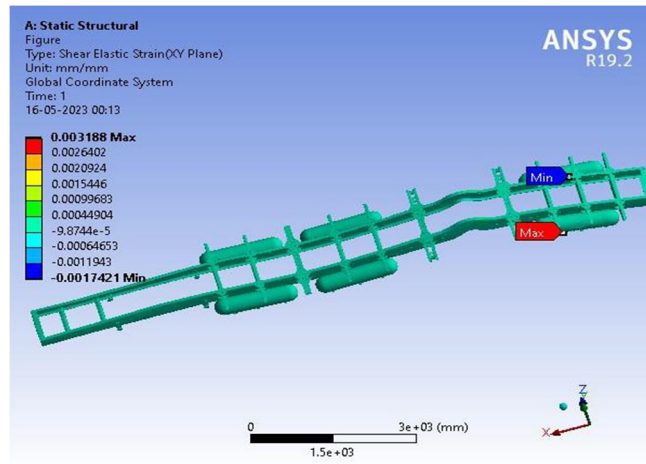 A: Static Structural
Figure
Type: Shear Elastic Strain(XY Plane)
Unit: mm/mm
Global Coordinate System
Time: 1
16-05-2023 00:13
ANSYS
R19.2
0.003188 Max
0.0026402
0.0020924
0.0015446
0.00099683
0.00044904
-9.8744e-5
-0.00064653
-0.0011943
-0.0017421 Min
Min
Max
Z
X
0
3e+03 (mm)
1.5e+03